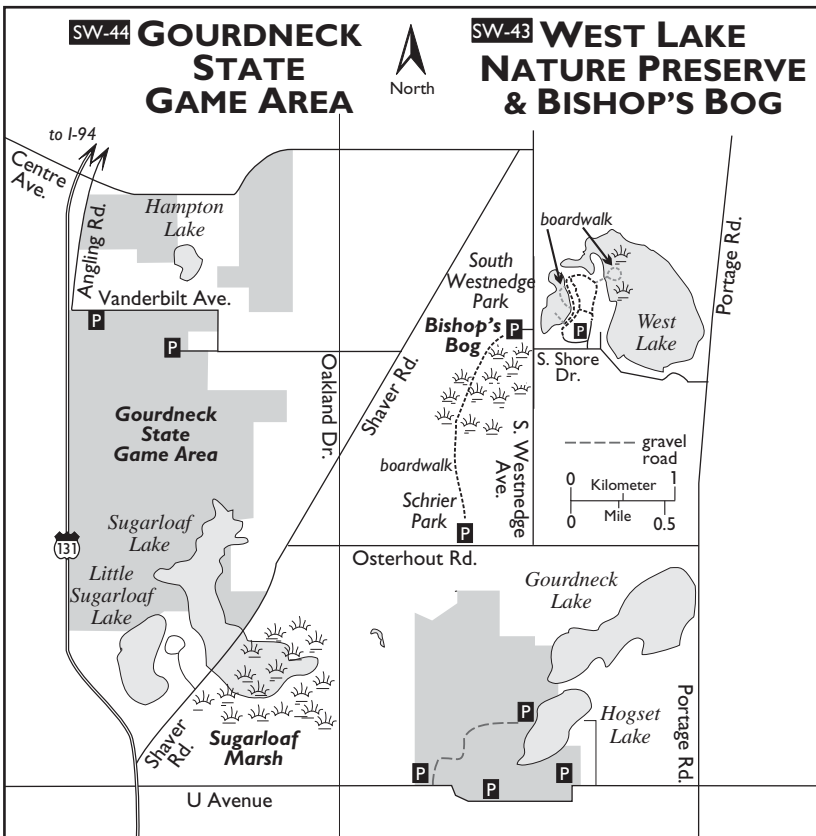 SW-44 GOURDNECK
STATE
GAME AREA
North
SW-43 WEST LAKE
NATURE PRESERVE
& BISHOP'S BOG
to I-94
Centre
Ave.
Angling Rd.
Hampton
Lake
Vanderbilt Ave.
P
P
Gourdneck
State
Game Area
Oakland Dr.
Shaver Rd.
South
Westnedge
Park
Bishop's
Bog
P
boardwalk
P
West
Lake
Portage Rd.
S. Shore
Dr.
S. Westnedge
Ave.
boardwalk
Schrier
Park
P
gravel
road
0 1
Kilometer
Mile
0 0.5
Sugarloaf
Lake
131
Little
Sugarloaf
Lake
Osterhout Rd.
Gourdneck
Lake
Shaver
Rd.
Sugarloaf
Marsh
P
Hogset
Lake
Portage Rd.
P
P
P
U Avenue